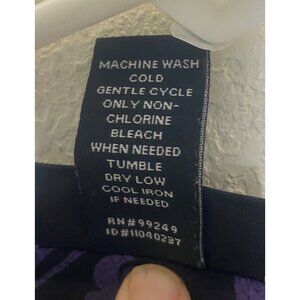 MACHINE WASH
COLD
GENTLE CYCLE
ONLY NON-
CHLORINE
BLEACH
WHEN NEEDED
TUMBLE
DRY LOW
COOL IRON
IF NEEDED
RN#99249
ID#11040237